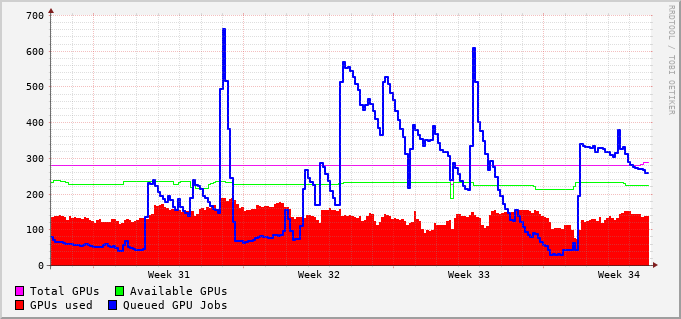 700
600
500
400
300
200
100
0
Week 31 Week 32 Week 33 Week 34
Total GPUs Available GPUs
GPUs used Queued GPU Jobs
RRDTOOL / TOBI OETIKER